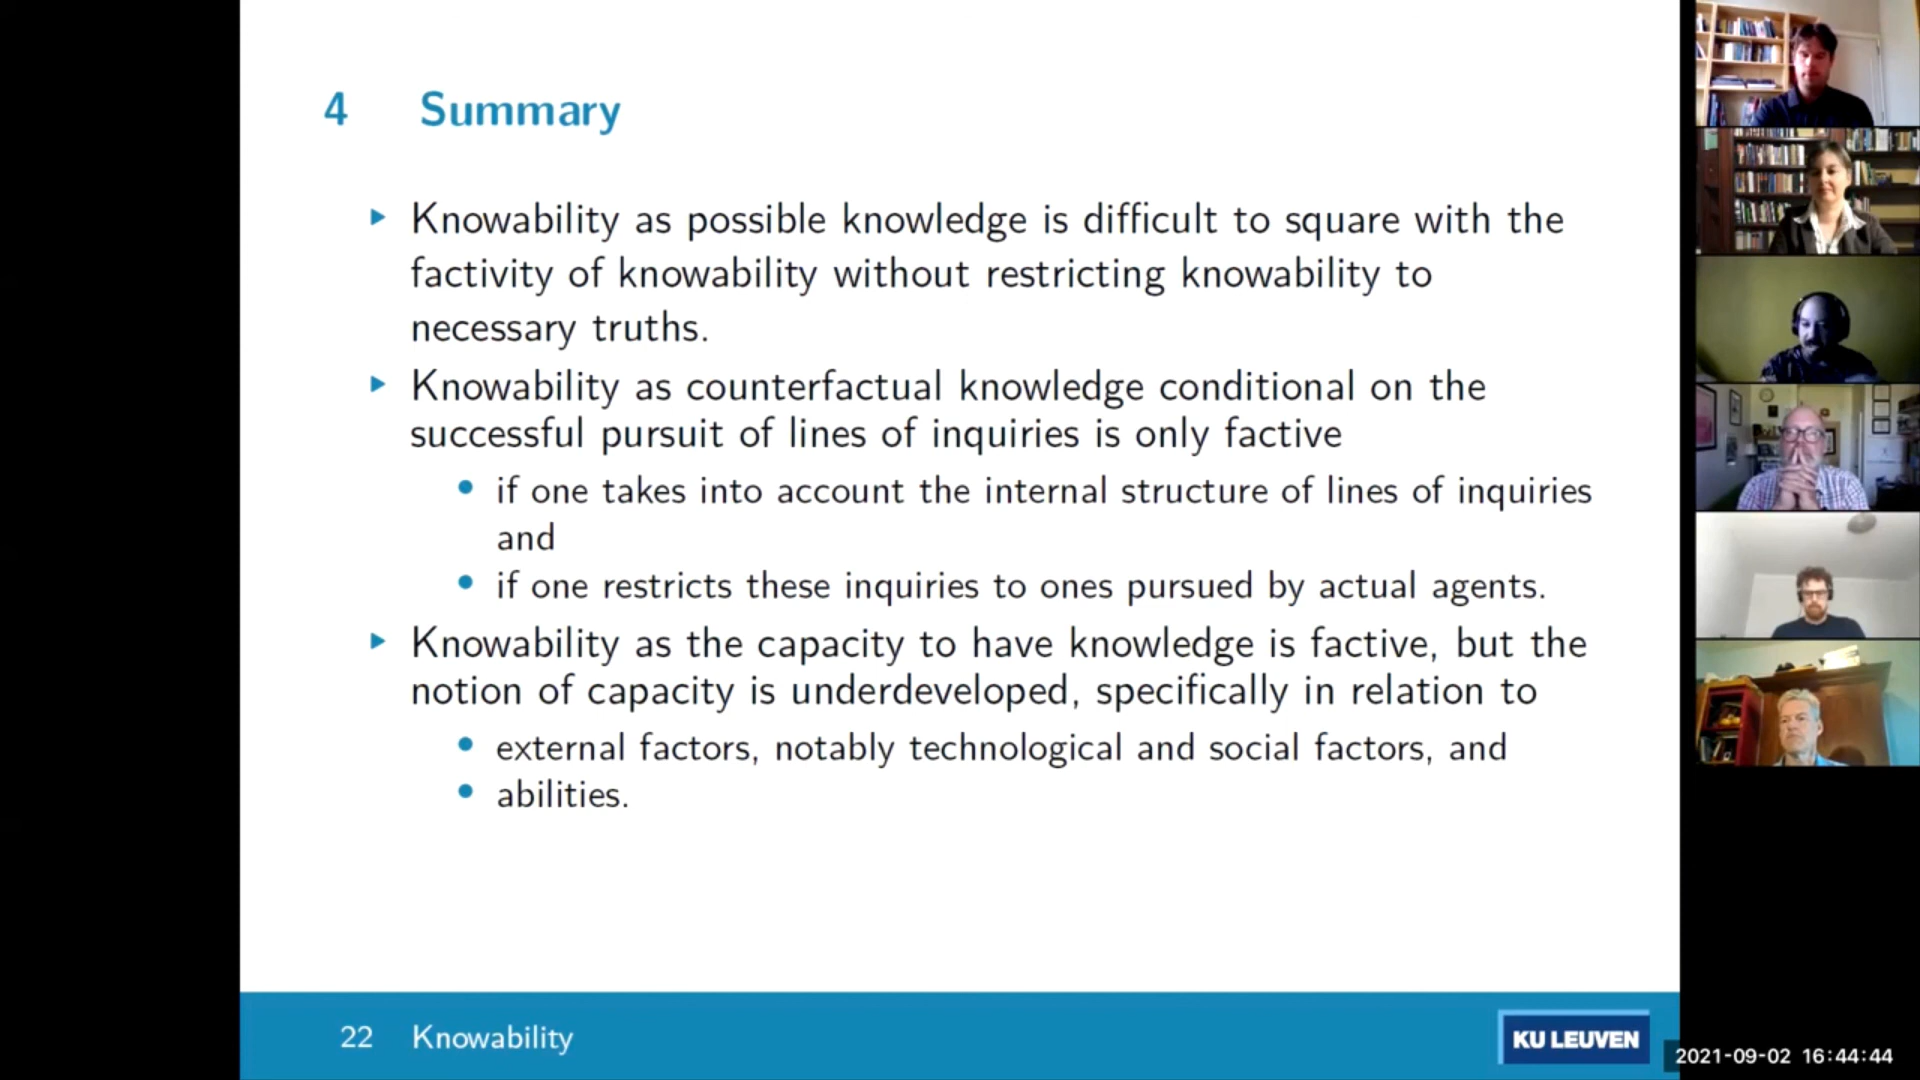 4 Summary
Knowability as possible knowledge is difficult to square with the
factivity of knowability without restricting knowability to
necessary truths.
Knowability as counterfactual knowledge conditional on the
successful pursuit of lines of inquiries is only factive
if one takes into account the internal structure of lines of inquiries
and
if one restricts these inquiries to ones pursued by actual agents.
Knowability as the capacity to have knowledge is factive, but the
notion of capacity is underdeveloped, specifically in relation to
external factors, notably technological and social factors, and
abilities.
22 Knowability
KU LEUVEN
2021-09-02 16:44:44